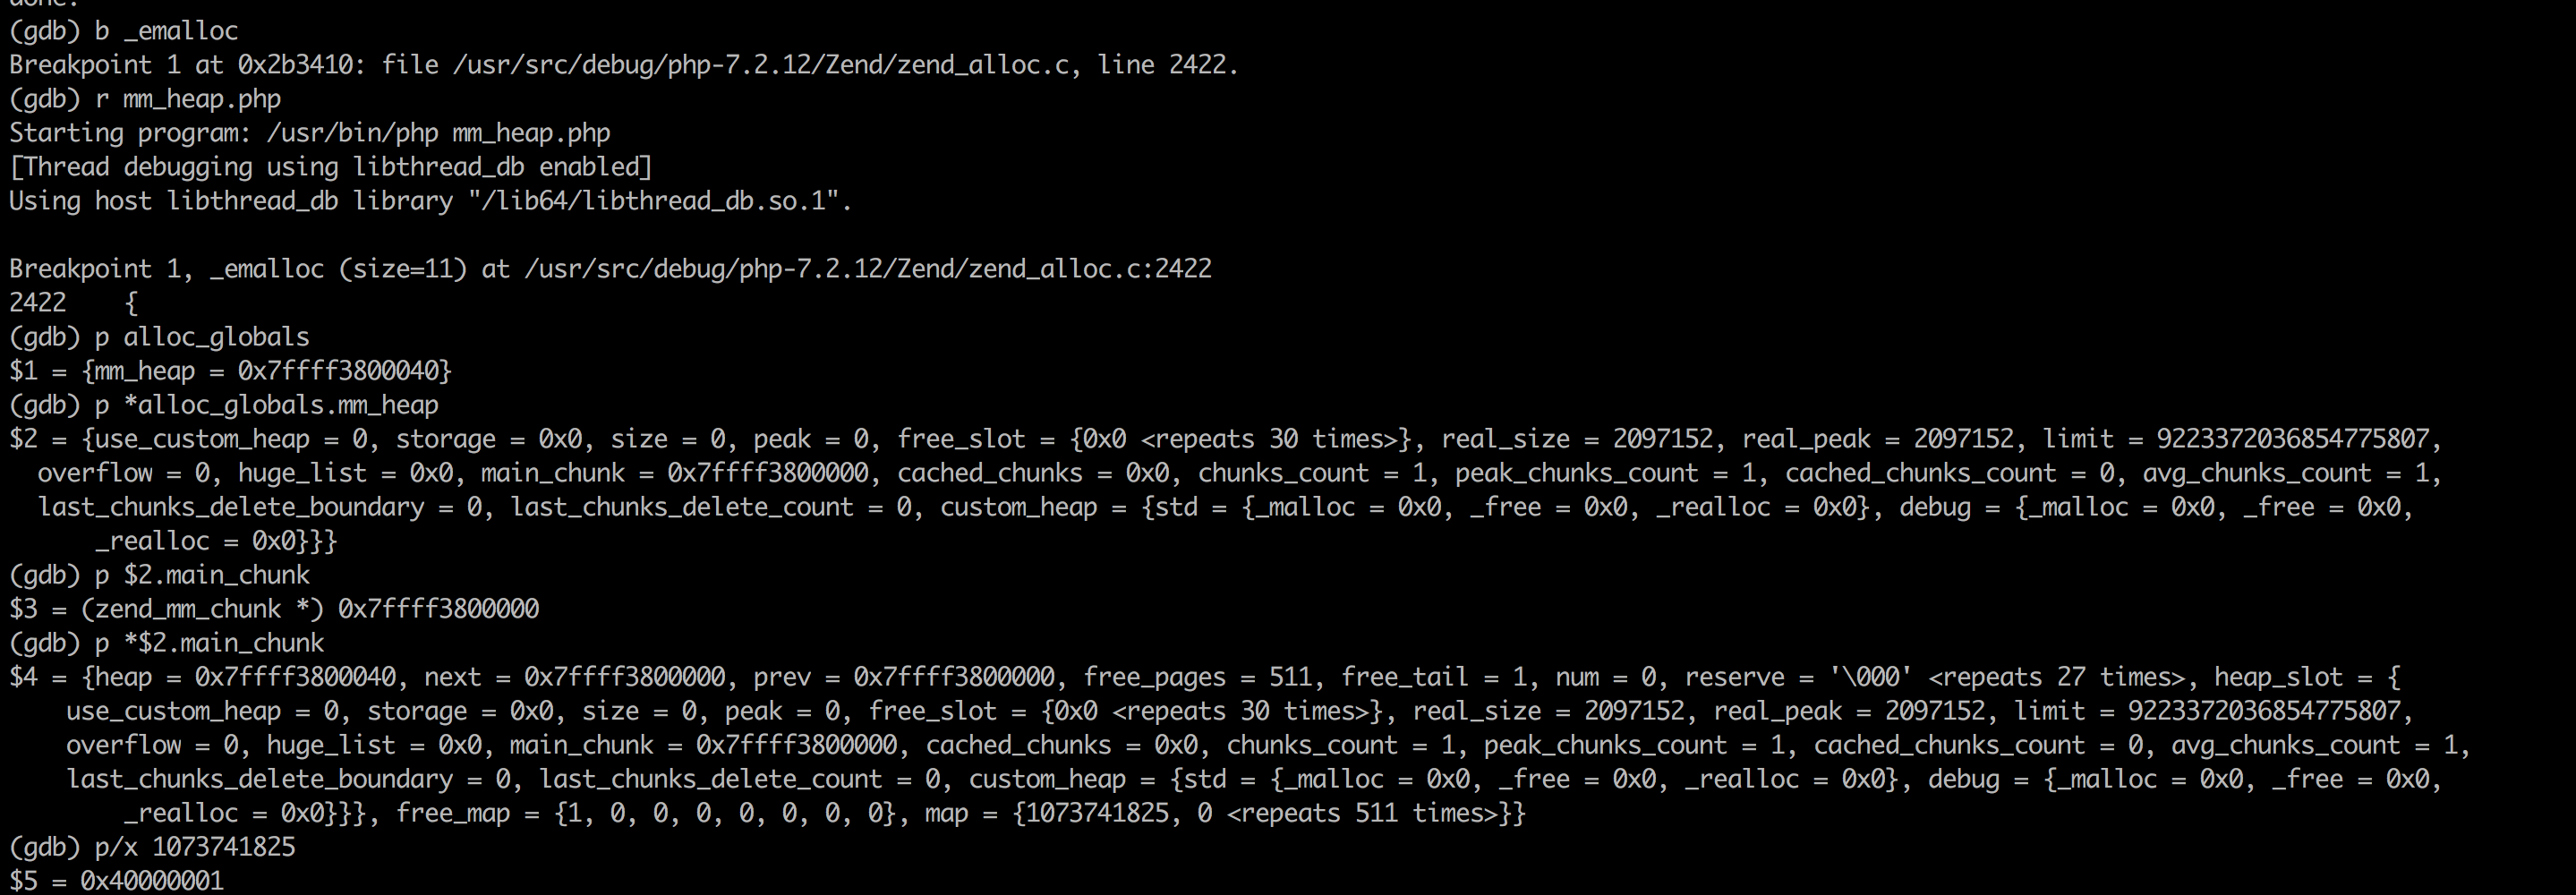 done.
(gdb) b _emalloc
Breakpoint 1 at 0x2b3410: file /usr/src/debug/php-7.2.12/Zend/zend_alloc.c, line 2422.
(gdb) r mm_heap.php
Starting program: /usr/bin/php mm_heap.php
[Thread debugging using libthread_db enabled]
Using host libthread_db library "/lib64/libthread_db.so.1".
Breakpoint 1, _emalloc (size=11) at /usr/src/debug/php-7.2.12/Zend/zend_alloc.c:2422
2422    {
(gdb) p alloc_globals
$1 = {mm_heap = 0x7ffff3800040}
(gdb) p *alloc_globals.mm_heap
$2 = {use_custom_heap = 0, storage = 0x0, size = 0, peak = 0, free_slot = {0x0 <repeats 30 times>}, real_size = 2097152, real_peak = 2097152, limit = 9223372036854775807,
  overflow = 0, huge_list = 0x0, main_chunk = 0x7ffff3800000, cached_chunks = 0x0, chunks_count = 1, peak_chunks_count = 1, cached_chunks_count = 0, avg_chunks_count = 1,
  last_chunks_delete_boundary = 0, last_chunks_delete_count = 0, custom_heap = {std = {_malloc = 0x0, _free = 0x0, _realloc = 0x0}, debug = {_malloc = 0x0, _free = 0x0,
      _realloc = 0x0}}}
(gdb) p $2.main_chunk
$3 = (zend_mm_chunk *) 0x7ffff3800000
(gdb) p *$2.main_chunk
$4 = {heap = 0x7ffff3800040, next = 0x7ffff3800000, prev = 0x7ffff3800000, free_pages = 511, free_tail = 1, num = 0, reserve = '\000' <repeats 27 times>, heap_slot = {
    use_custom_heap = 0, storage = 0x0, size = 0, peak = 0, free_slot = {0x0 <repeats 30 times>}, real_size = 2097152, real_peak = 2097152, limit = 9223372036854775807,
    overflow = 0, huge_list = 0x0, main_chunk = 0x7ffff3800000, cached_chunks = 0x0, chunks_count = 1, peak_chunks_count = 1, cached_chunks_count = 0, avg_chunks_count = 1,
    last_chunks_delete_boundary = 0, last_chunks_delete_count = 0, custom_heap = {std = {_malloc = 0x0, _free = 0x0, _realloc = 0x0}, debug = {_malloc = 0x0, _free = 0x0,
        _realloc = 0x0}}}, free_map = {1, 0, 0, 0, 0, 0, 0, 0}, map = {1073741825, 0 <repeats 511 times>}}
(gdb) p/x 1073741825
$5 = 0x40000001